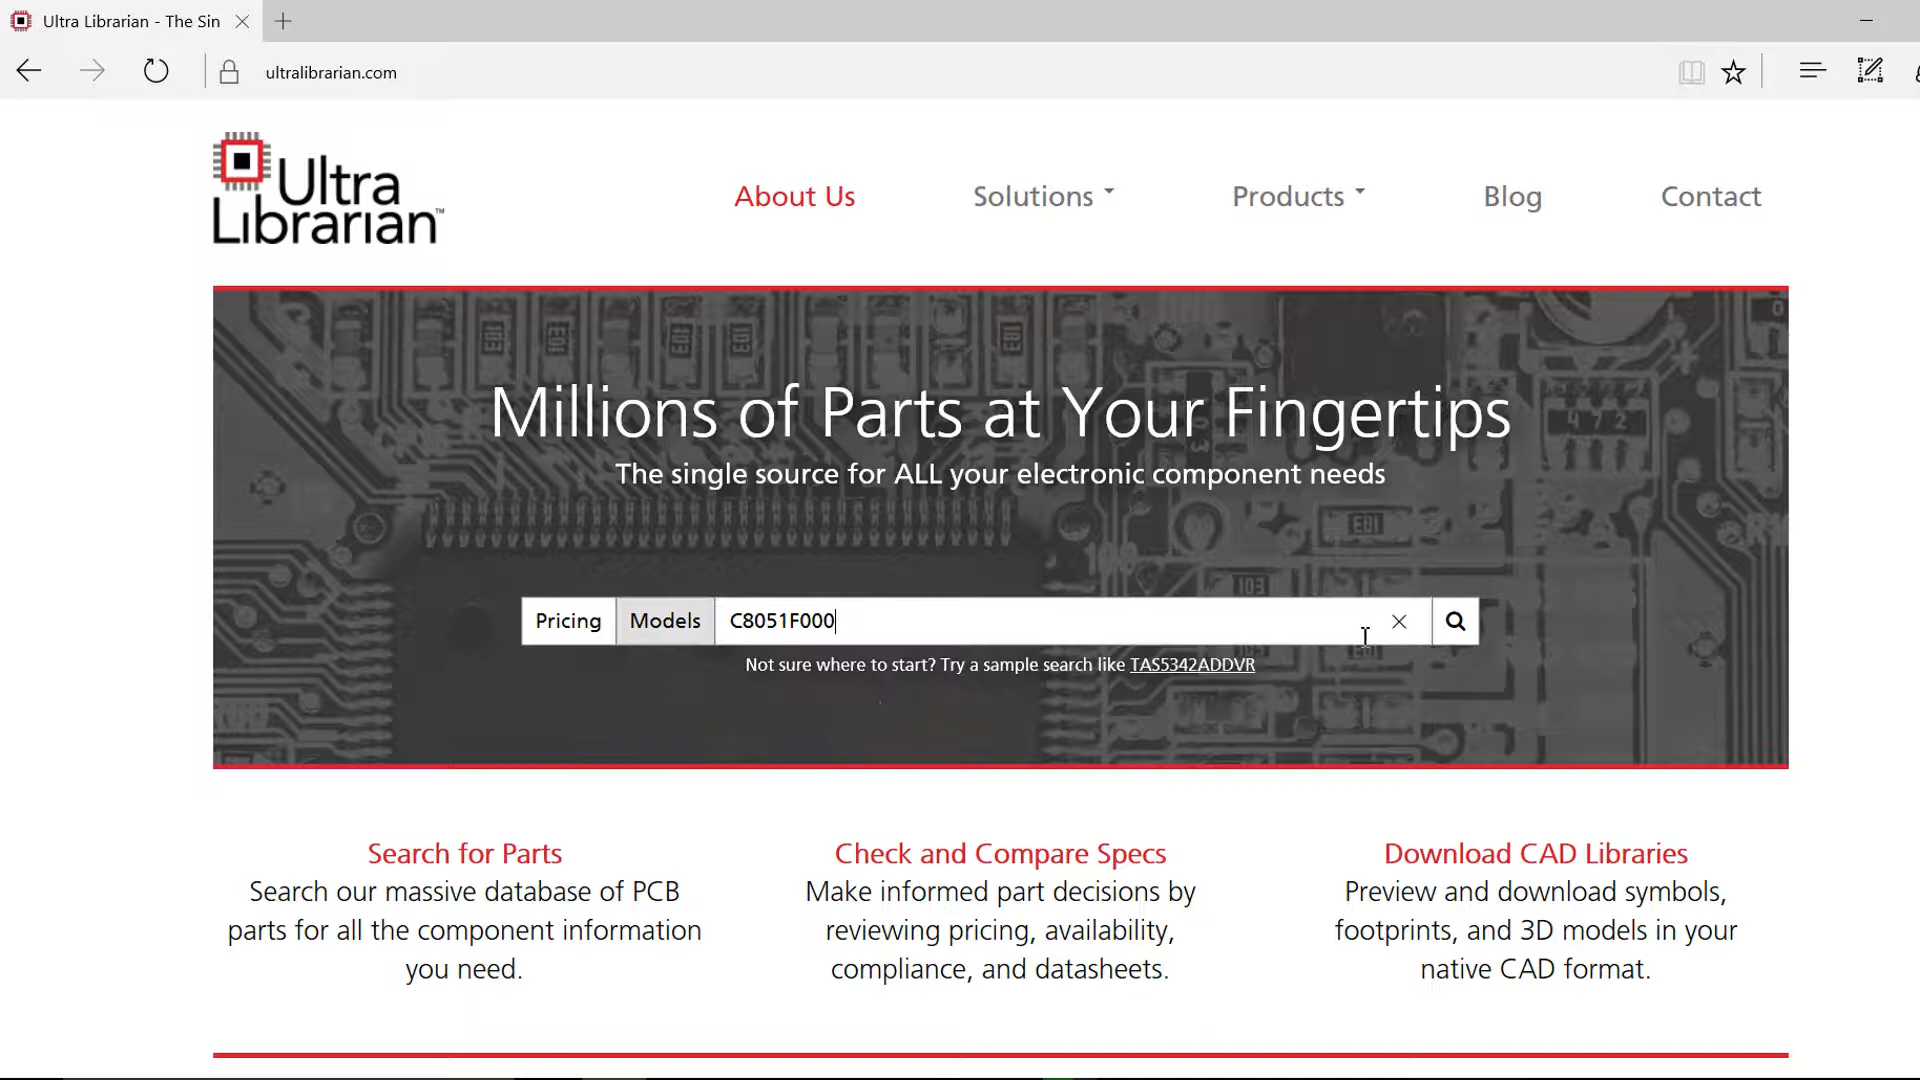 Ultra Librarian - The Sin
ultralibrarian.com
Ultra
Librarian™
About Us
Solutions
Products
Blog
Contact
Millions of Parts at Your Fingertips
The single source for ALL your electronic component needs
Pricing
Models
C8051F000
Not sure where to start? Try a sample search like TAS5342ADDVR
Search for Parts
Search our massive database of PCB
parts for all the component information
you need.
Check and Compare Specs
Make informed part decisions by
reviewing pricing, availability,
compliance, and datasheets.
Download CAD Libraries
Preview and download symbols,
footprints, and 3D models in your
native CAD format.